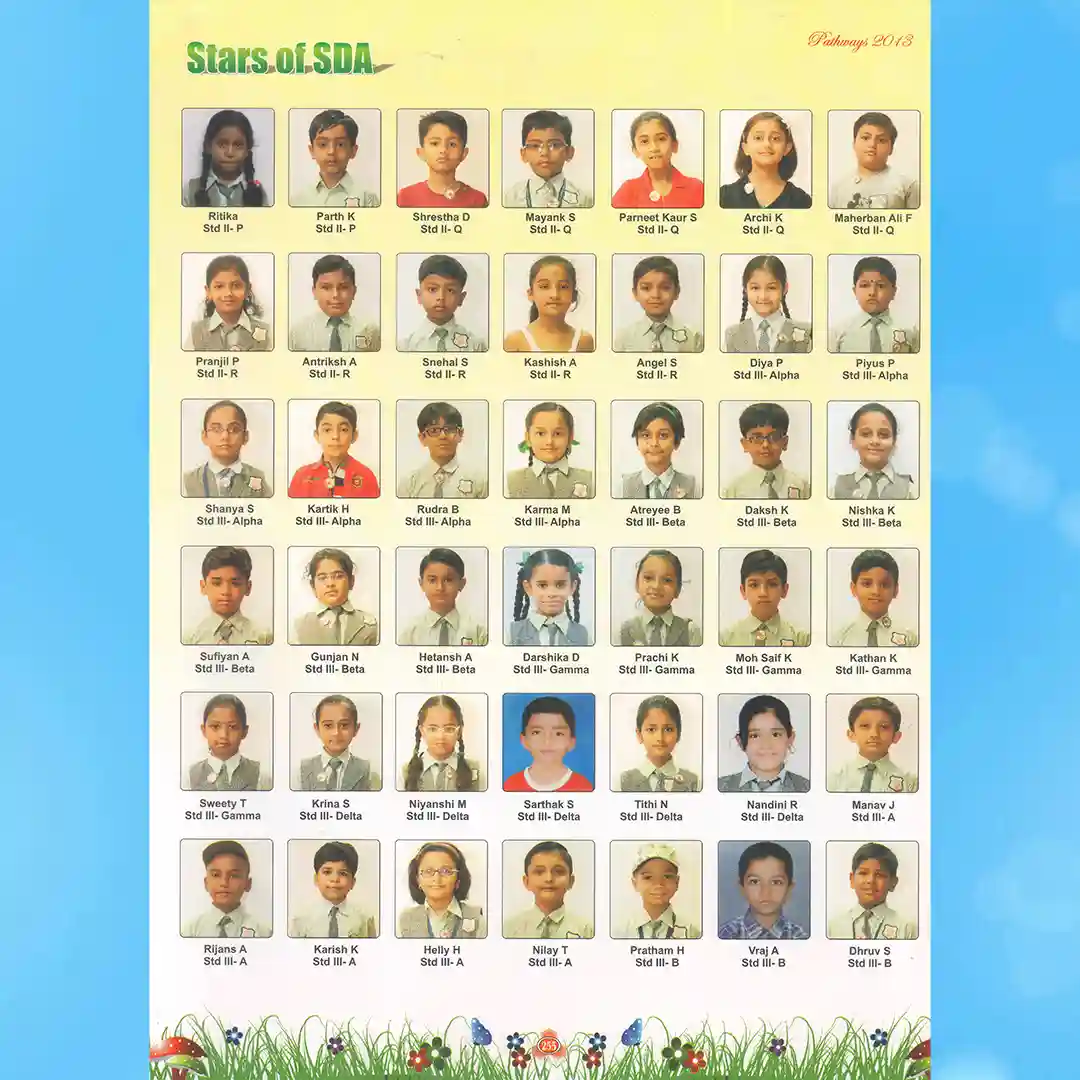 Stars of SDA
Pathways 2013
Ritika
Std II- P
Parth K
Std II- P
Shrestha D
Std II- Q
Mayank S
Std II- Q
Parneet Kaur S
Std II- Q
Archi K
Std II- Q
Maherban Ali F
Std II- Q
Pranjil P
Std II- R
Antriksh A
Std II- R
Snehal S
Std II- R
Kashish A
Std II- R
Angel S
Std II- R
Diya P
Std III- Alpha
Piyus P
Std III- Alpha
Shanya S
Std III- Alpha
Kartik H
Std III- Alpha
Rudra B
Std III- Alpha
Karma M
Std III- Alpha
Atreyee B
Std III- Beta
Daksh K
Std III- Beta
Nishka K
Std III- Beta
Sufiyan A
Std III- Beta
Gunjan N
Std III- Beta
Hetansh A
Std III- Beta
Darshika D
Std III- Gamma
Prachi K
Std III- Gamma
Moh Saif K
Std III- Gamma
Kathan K
Std III- Gamma
Sweety T
Std III- Gamma
Krina S
Std III- Delta
Niyanshi M
Std III- Delta
Sarthak S
Std III- Delta
Tithi N
Std III- Delta
Nandini R
Std III- Delta
Manav J
Std III- A
Rijans A
Std III- A
Karish K
Std III- A
Helly H
Std III- A
Nilay T
Std III- A
Pratham H
Std III- B
Vraj A
Std III- B
Dhruv S
Std III- B
255